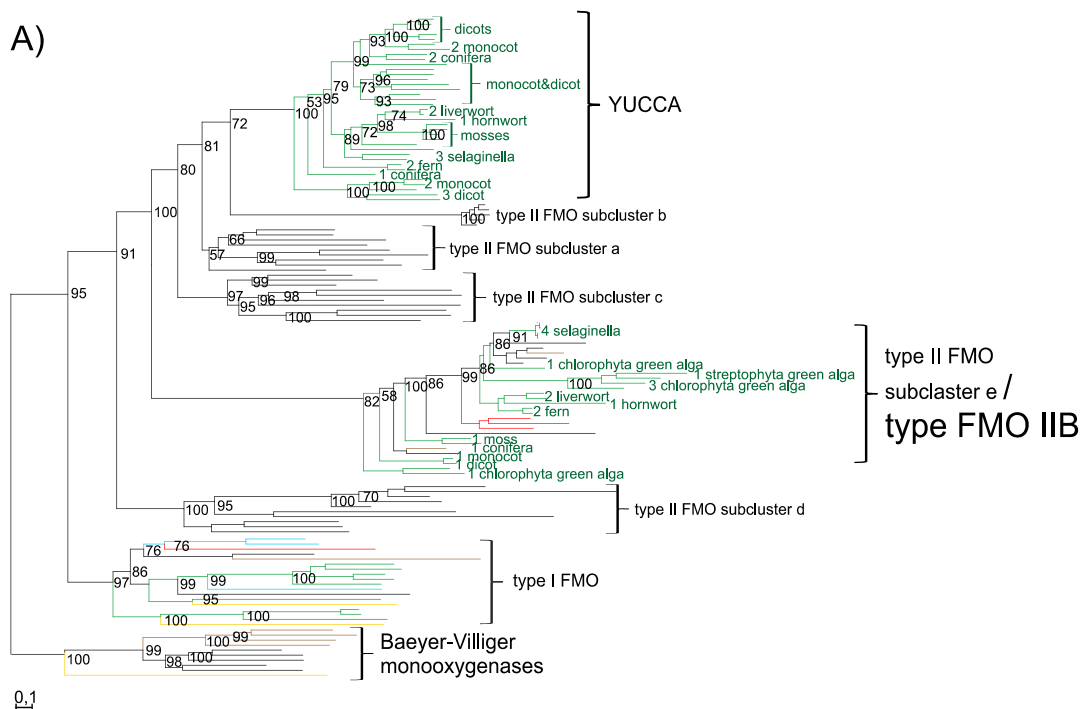 A)
100
dicots
93
100
2 monocot
99
2 conifera
79
96
73
monocot&dicot
YUCCA
53
95
93
100
74
2 liverwort
98
1 hornwort
72
100
mosses
89
3 selaginella
2 fern
1 conifera
100
2 monocot
100
3 dicot
72
81
80
100
type II FMO subcluster b
66
57
99
type II FMO subcluster a
100
91
99
97
96
98
95
100
type II FMO subcluster c
95
91
4 selaginella
86
86
1 chlorophyta green alga
99
1 streptophyta green alga
100
3 chlorophyta green alga
2 liverwort
1 hornwort
2 fern
type II FMO
subclaster e /
type FMO IIB
82
58
100
86
1 moss
1 conifera
1 monocot
1 dicot
1 chlorophyta green alga
70
95
100
100
type II FMO subcluster d
76
76
86
97
99
99
100
95
100
100
type I FMO
99
100
99
100
98
100
Baeyer-Villiger
monooxygenases
0,1